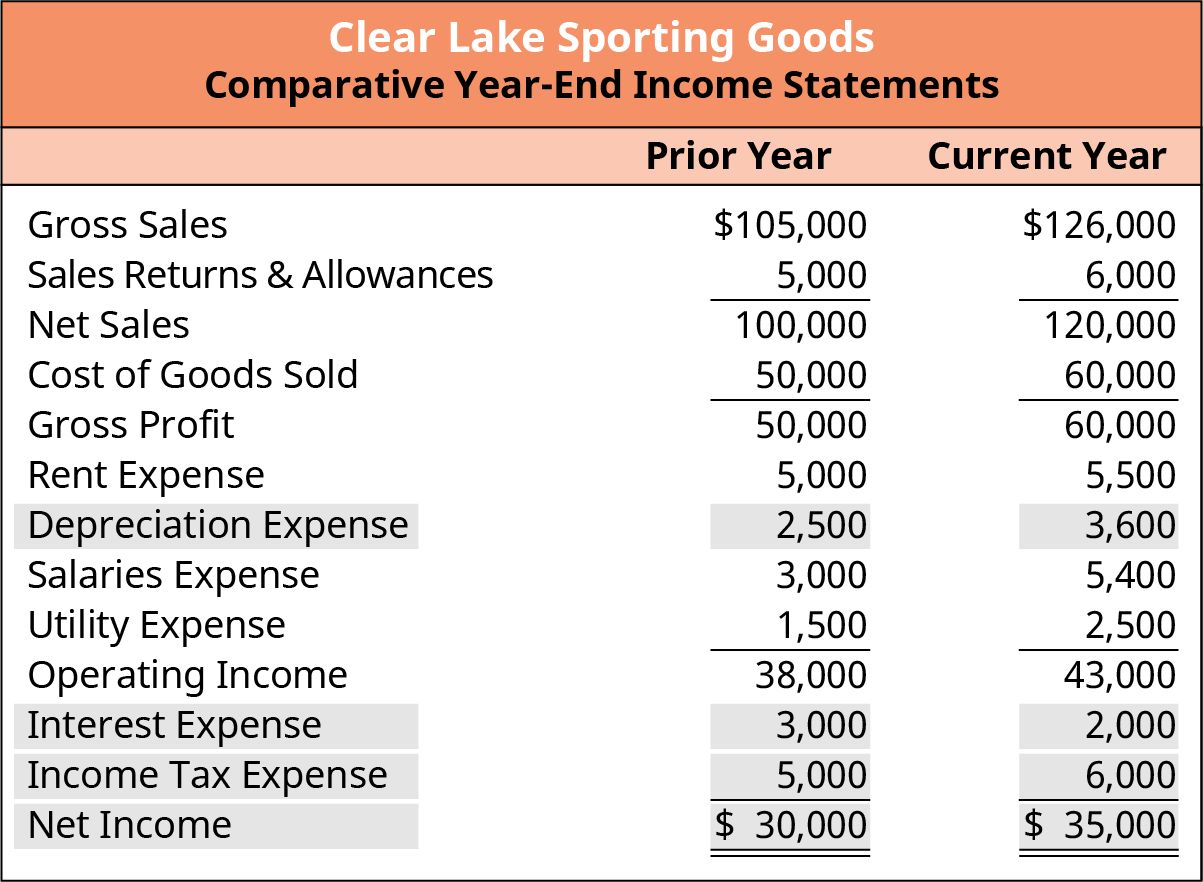 Clear Lake Sporting Goods
Comparative Year-End Income Statements
Prior Year Current Year
Gross Sales $105,000 $126,000
Sales Returns & Allowances 5,000 6,000
Net Sales 100,000 120,000
Cost of Goods Sold 50,000 60,000
Gross Profit 50,000 60,000
Rent Expense 5,000 5,500
Depreciation Expense 2,500 3,600
Salaries Expense 3,000 5,400
Utility Expense 1,500 2,500
Operating Income 38,000 43,000
Interest Expense 3,000 2,000
Income Tax Expense 5,000 6,000
Net Income $ 30,000 $ 35,000